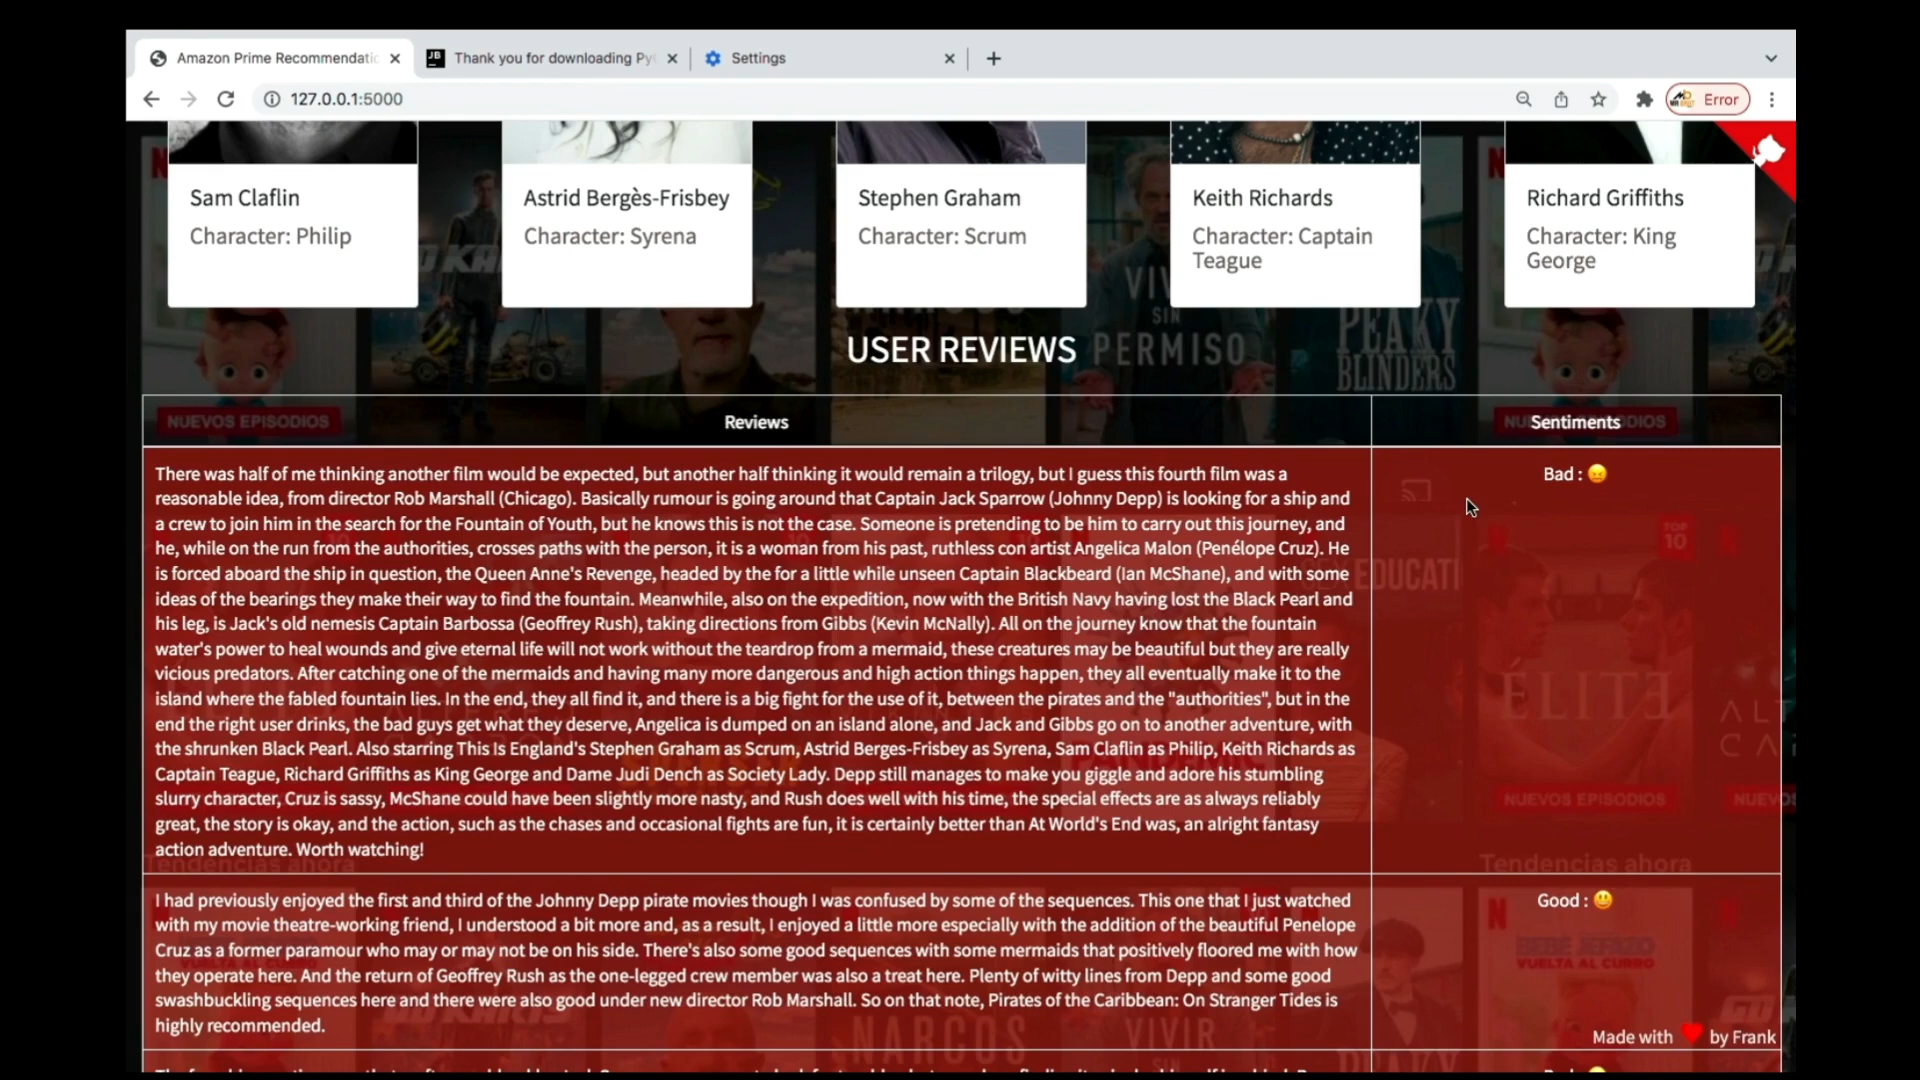 Amazon Prime Recommendatic
Thank you for downloading Py
Settings
127.0.0.1:5000
Error
Sam Claflin
Character: Philip
Astrid Bergès-Frisbey
Character: Syrena
Stephen Graham
Character: Scrum
Keith Richards
Character: Captain
Teague
Richard Griffiths
Character: King
George
USER REVIEWS
PERMISO
PEAKY
BLINDERS
NUEVOS EPISODIOS
Reviews
Sentiments
There was half of me thinking another film would be expected, but another half thinking it would remain a trilogy, but I guess this fourth film was a
reasonable idea, from director Rob Marshall (Chicago). Basically rumour is going around that Captain Jack Sparrow (Johnny Depp) is looking for a ship and
a crew to join him in the search for the Fountain of Youth, but he knows this is not the case. Someone is pretending to be him to carry out this journey, and
he, while on the run from the authorities, crosses paths with the person, it is a woman from his past, ruthless con artist Angelica Malon (Penélope Cruz). He
is forced aboard the ship in question, the Queen Anne's Revenge, headed by the for a little while unseen Captain Blackbeard (Ian McShane), and with some
ideas of the bearings they make their way to find the fountain. Meanwhile, also on the expedition, now with the British Navy having lost the Black Pearl and
his leg, is Jack's old nemesis Captain Barbossa (Geoffrey Rush), taking directions from Gibbs (Kevin McNally). All on the journey know that the fountain
water's power to heal wounds and give eternal life will not work without the teardrop from a mermaid, these creatures may be beautiful but they are really
vicious predators. After catching one of the mermaids and having many more dangerous and high action things happen, they all eventually make it to the
island where the fabled fountain lies. In the end, they all find it, and there is a big fight for the use of it, between the pirates and the "authorities", but in the
end the right user drinks, the bad guys get what they deserve, Angelica is dumped on an island alone, and Jack and Gibbs go on to another adventure, with
the shrunken Black Pearl. Also starring This Is England's Stephen Graham as Scrum, Astrid Berges-Frisbey as Syrena, Sam Claflin as Philip, Keith Richards as
Captain Teague, Richard Griffiths as King George and Dame Judi Dench as Society Lady. Depp still manages to make you giggle and adore his stumbling
slurry character, Cruz is sassy, McShane could have been slightly more nasty, and Rush does well with his time, the special effects are as always reliably
great, the story is okay, and the action, such as the chases and occasional fights are fun, it is certainly better than At World's End was, an alright fantasy
action adventure. Worth watching!
Bad : 😠
TOP
10
ÉLITE
NUEVOS EPISODIOS
Tendencias ahora
Tendencias ahora
I had previously enjoyed the first and third of the Johnny Depp pirate movies though I was confused by some of the sequences. This one that I just watched
with my movie theatre-working friend, I understood a bit more and, as a result, I enjoyed a little more especially with the addition of the beautiful Penelope
Cruz as a former paramour who may or may not be on his side. There's also some good sequences with some mermaids that positively floored me with how
they operate here. And the return of Geoffrey Rush as the one-legged crew member was also a treat here. Plenty of witty lines from Depp and some good
swashbuckling sequences here and there were also good under new director Rob Marshall. So on that note, Pirates of the Caribbean: On Stranger Tides is
highly recommended.
Good : 😃
VUELTA AL CURRO
NARCOS
VIVIR
SIN
Made with ❤ by Frank